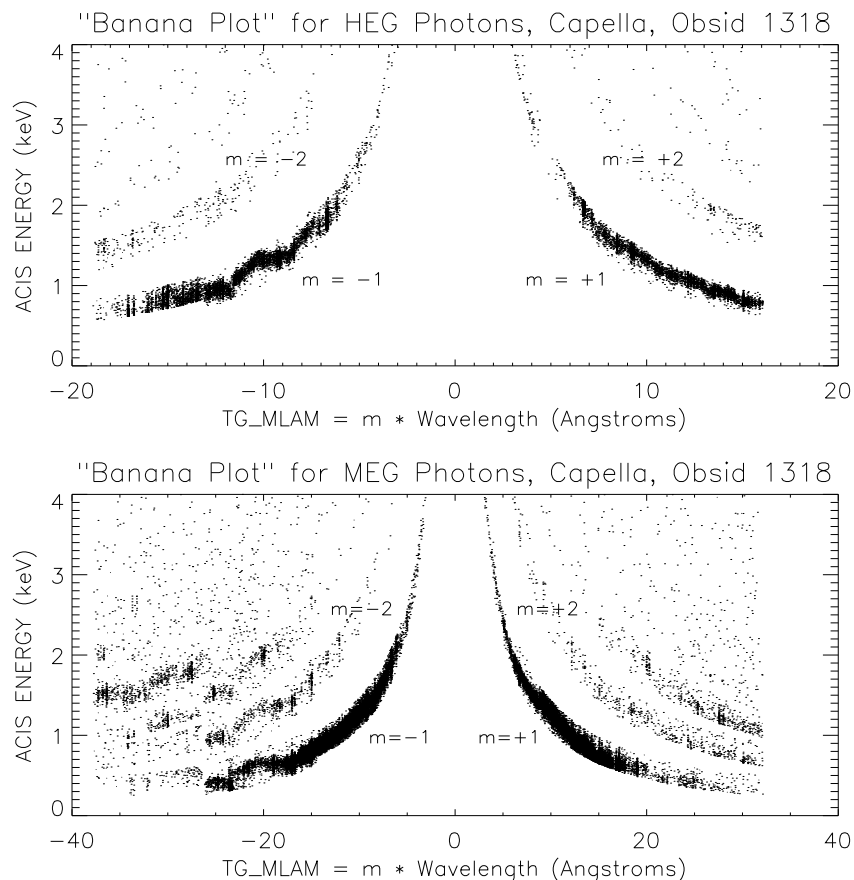 "Banana Plot" for HEG Photons, Capella, Obsid 1318
4
3
2
1
0
ACIS ENERGY (keV)
m = −2
m = +2
m = −1
m = +1
−20 −10 0 10 20
TG_MLAM = m * Wavelength (Angstroms)
"Banana Plot" for MEG Photons, Capella, Obsid 1318
4
3
2
1
0
ACIS ENERGY (keV)
m=−2
m=+2
m=−1
m=+1
−40 −20 0 20 40
TG_MLAM = m * Wavelength (Angstroms)